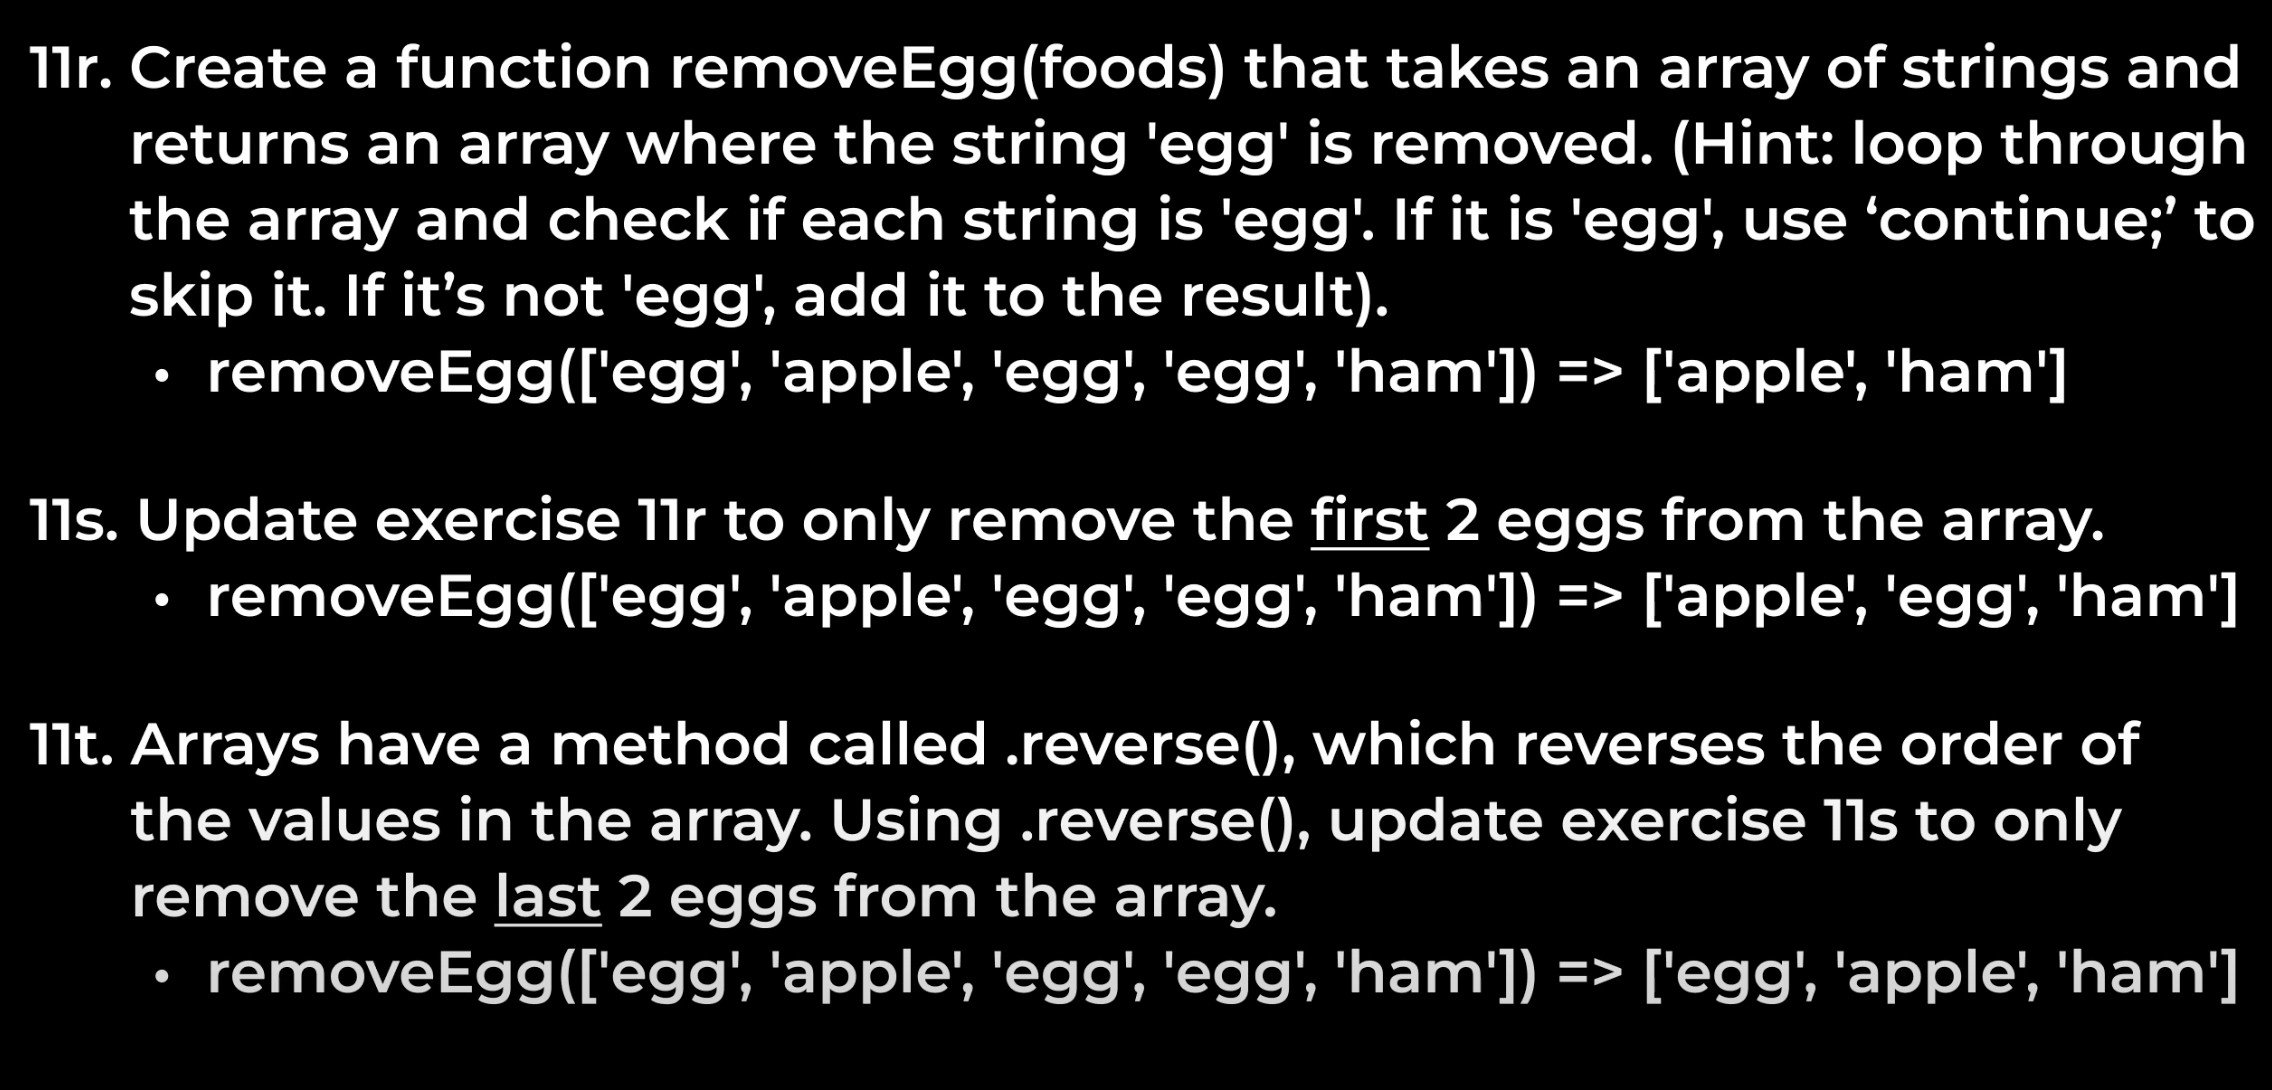 11r. Create a function removeEgg(foods) that takes an array of strings and
returns an array where the string 'egg' is removed. (Hint: loop through
the array and check if each string is 'egg'. If it is 'egg', use ‘continue;’ to
skip it. If it’s not 'egg', add it to the result).
• removeEgg(['egg', 'apple', 'egg', 'egg', 'ham']) => ['apple', 'ham']
11s. Update exercise 11r to only remove the first 2 eggs from the array.
• removeEgg(['egg', 'apple', 'egg', 'egg', 'ham']) => ['apple', 'egg', 'ham']
11t. Arrays have a method called .reverse(), which reverses the order of
the values in the array. Using .reverse(), update exercise 11s to only
remove the last 2 eggs from the array.
• removeEgg(['egg', 'apple', 'egg', 'egg', 'ham']) => ['egg', 'apple', 'ham']